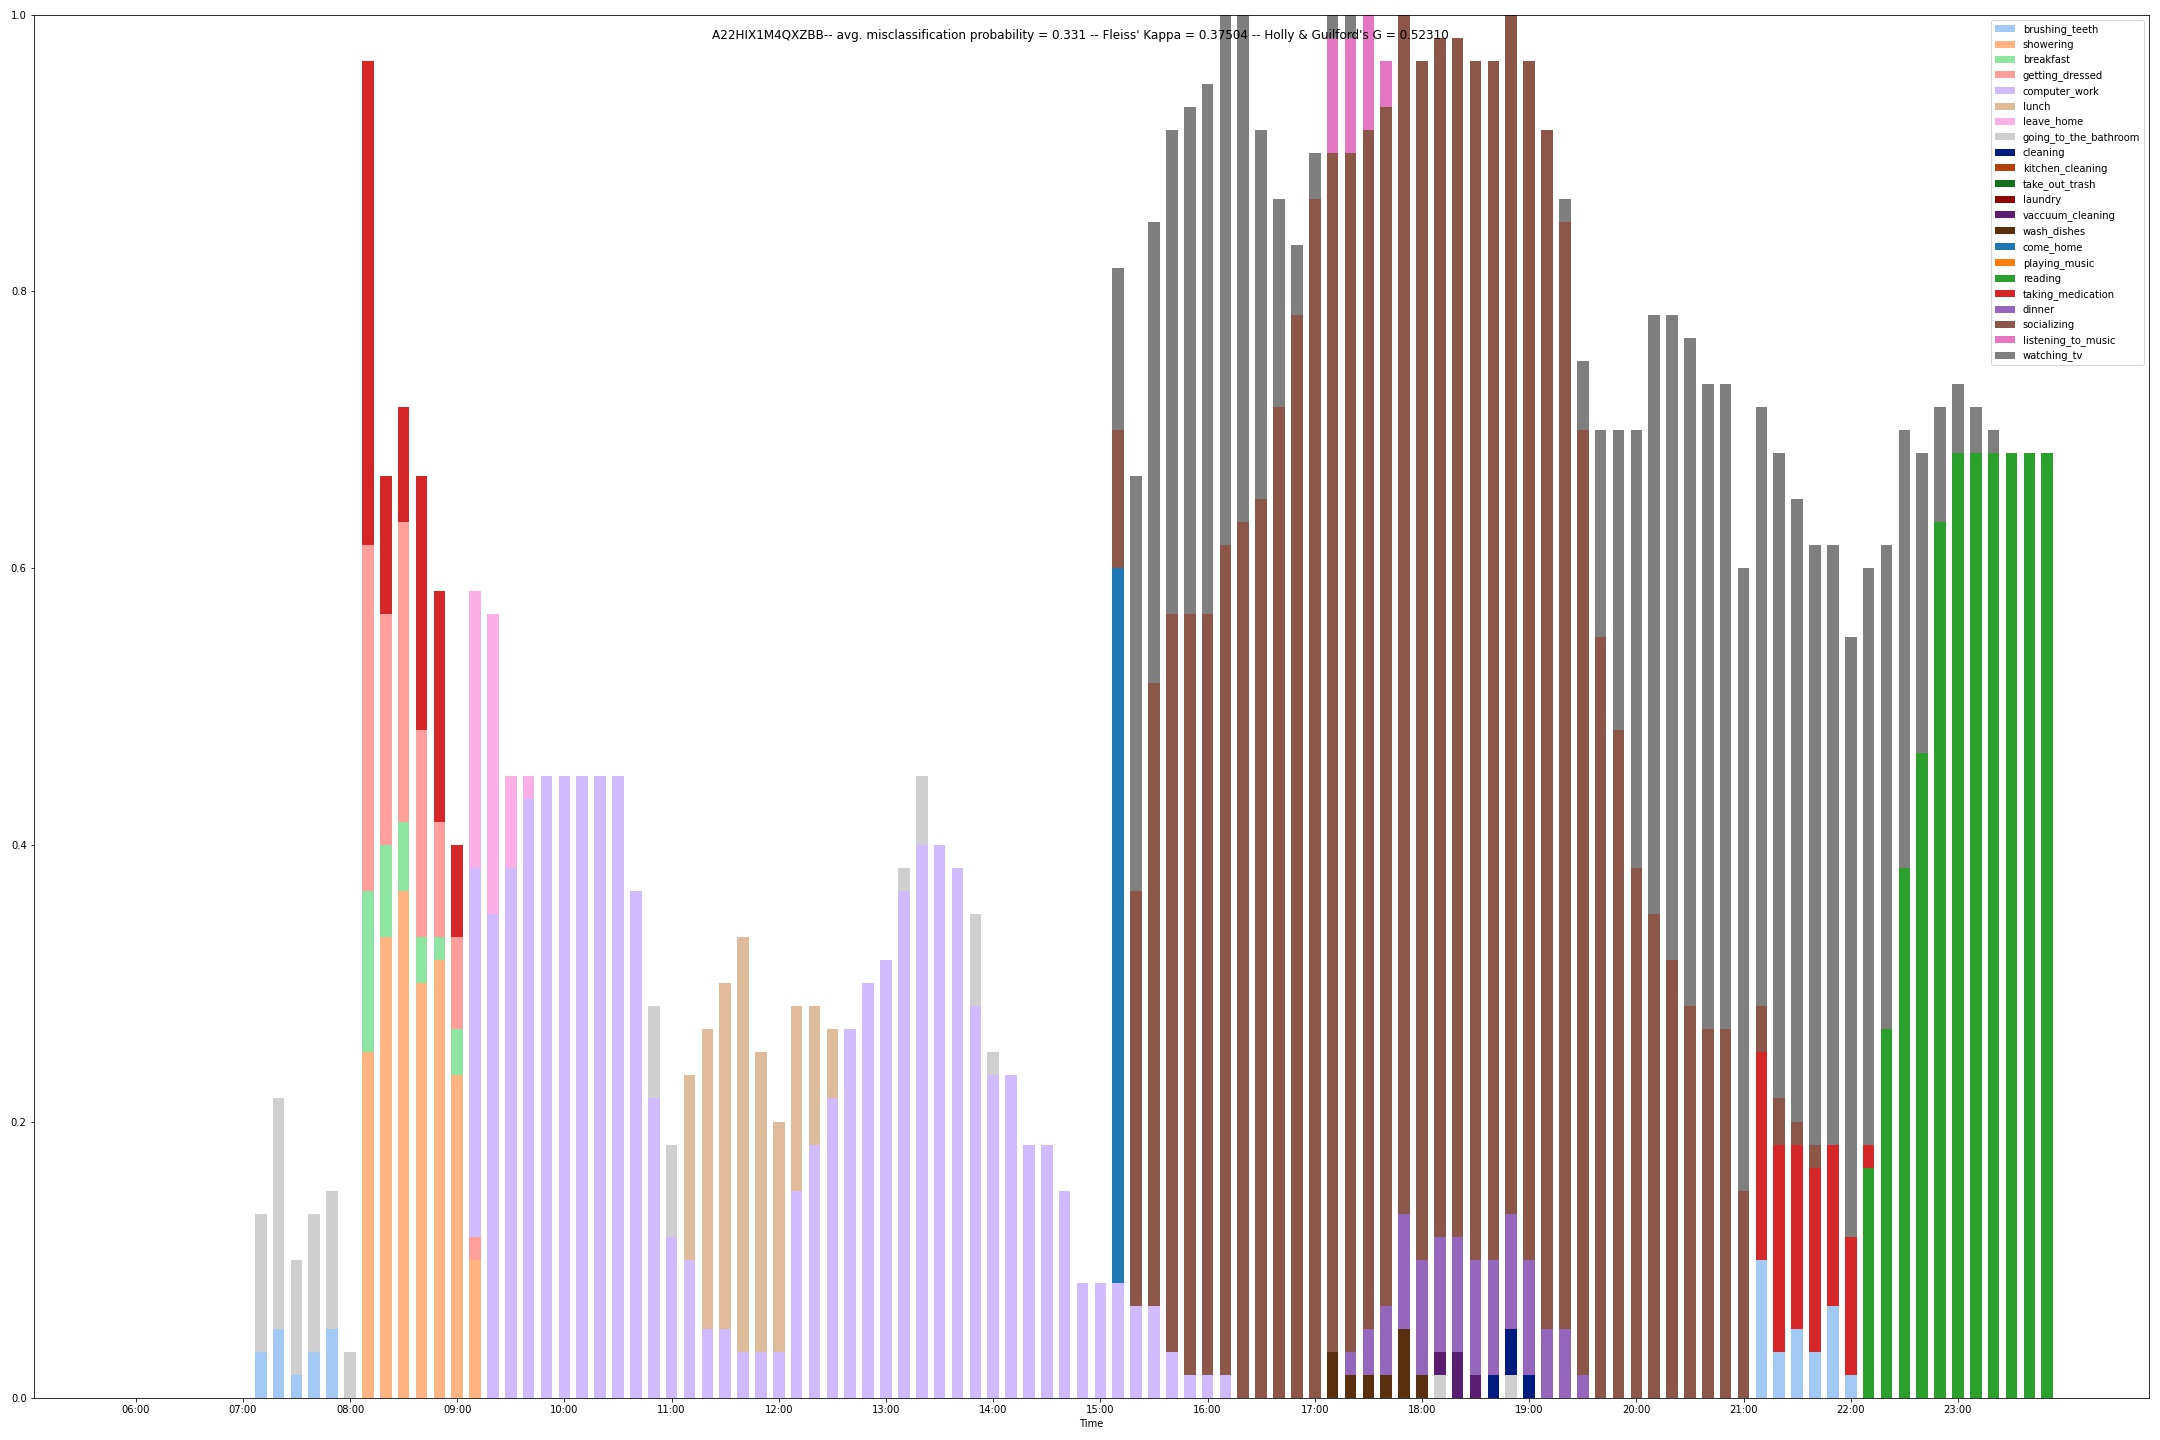 A22HIX1M4QXZBB-- avg. misclassification probability = 0.331 -- Fleiss' Kappa = 0.37504 -- Holly & Guilford's G = 0.52310
1.0
0.8
0.6
0.4
0.2
0.0
brushing_teeth
showering
breakfast
getting_dressed
computer_work
lunch
leave_home
going_to_the_bathroom
cleaning
kitchen_cleaning
take_out_trash
laundry
vaccuum_cleaning
wash_dishes
come_home
playing_music
reading
taking_medication
dinner
socializing
listening_to_music
watching_tv
06:00 07:00 08:00 09:00 10:00 11:00 12:00 13:00 14:00 15:00 16:00 17:00 18:00 19:00 20:00 21:00 22:00 23:00
Time